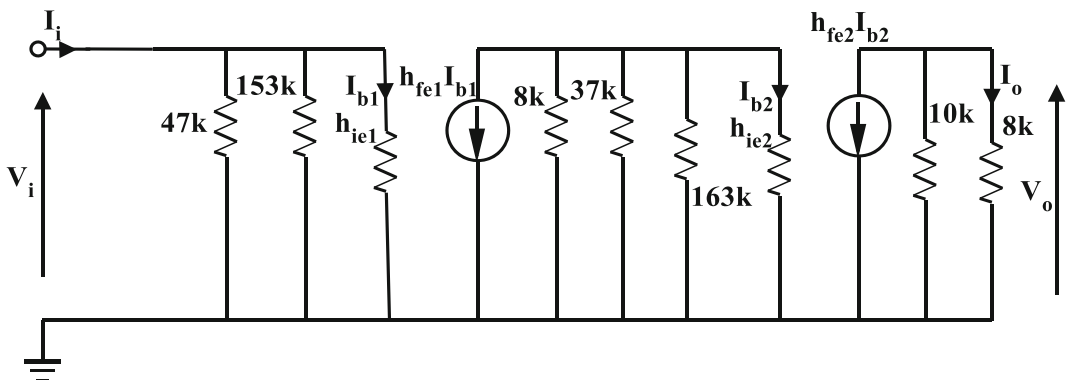 I_i
47k
153k
I_b1
h_ie1
h_fe1I_b1
8k
37k
163k
I_b2
h_ie2
h_fe2I_b2
10k
I_o
8k
V_i
V_o